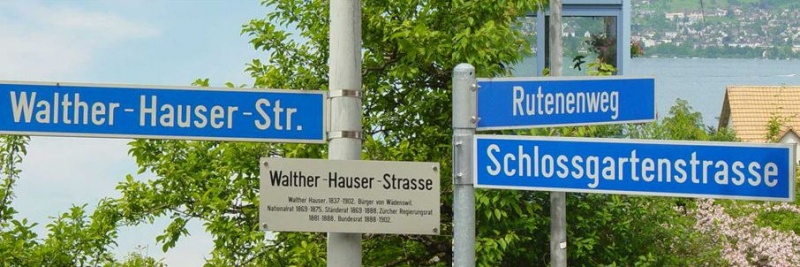 Walther-Hauser-Str.
Walther-Hauser-Strasse
Walther Hauser, 1837-1902, Bürger von Wädenswil,
Nationalrat 1869-1875, Ständerat 1869-1888, Zürcher Regierungsrat
1881-1888, Bundesrat 1888-1902.
Rutenenweg
Schlossgartenstrasse